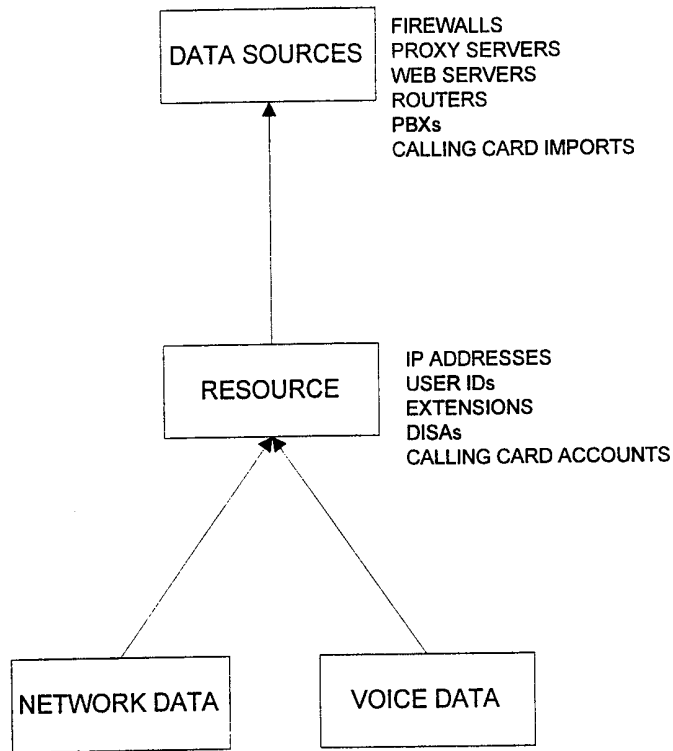 DATA SOURCES
FIREWALLS
PROXY SERVERS
WEB SERVERS
ROUTERS
PBXs
CALLING CARD IMPORTS
RESOURCE
IP ADDRESSES
USER IDs
EXTENSIONS
DISAs
CALLING CARD ACCOUNTS
NETWORK DATA
VOICE DATA